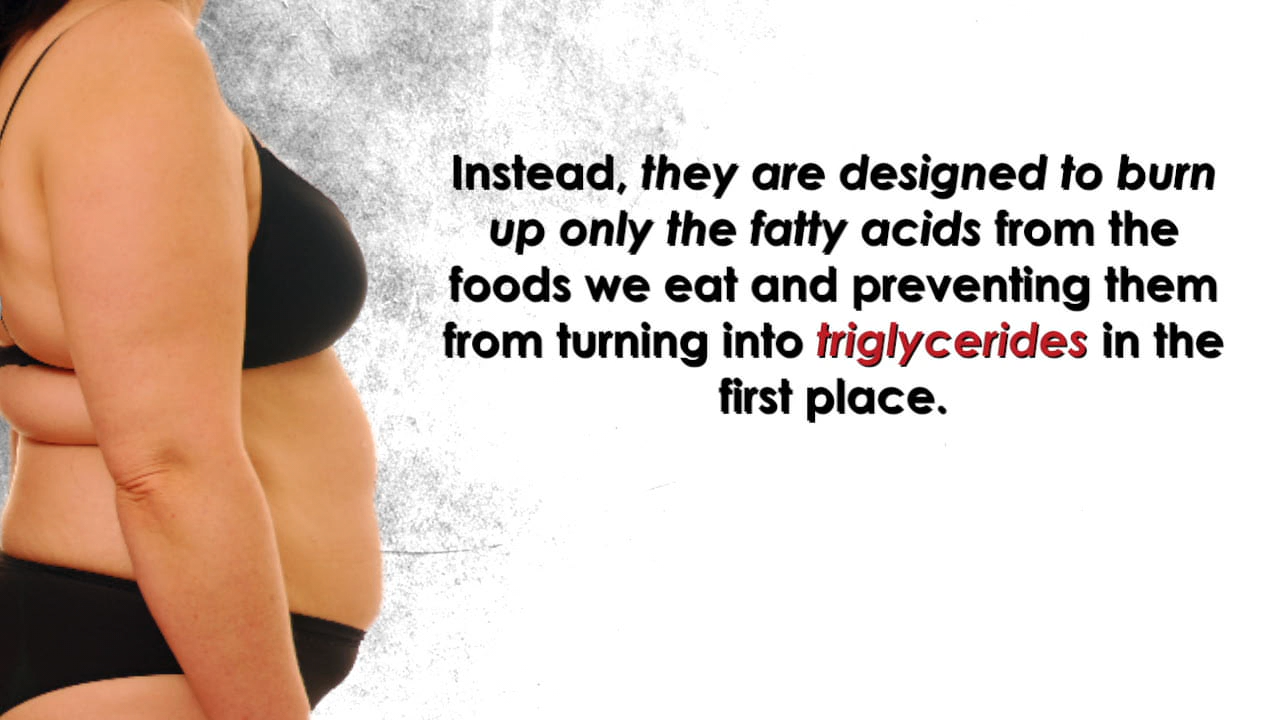 Instead, they are designed to burn
up only the fatty acids from the
foods we eat and preventing them
from turning into triglycerides in the
first place.